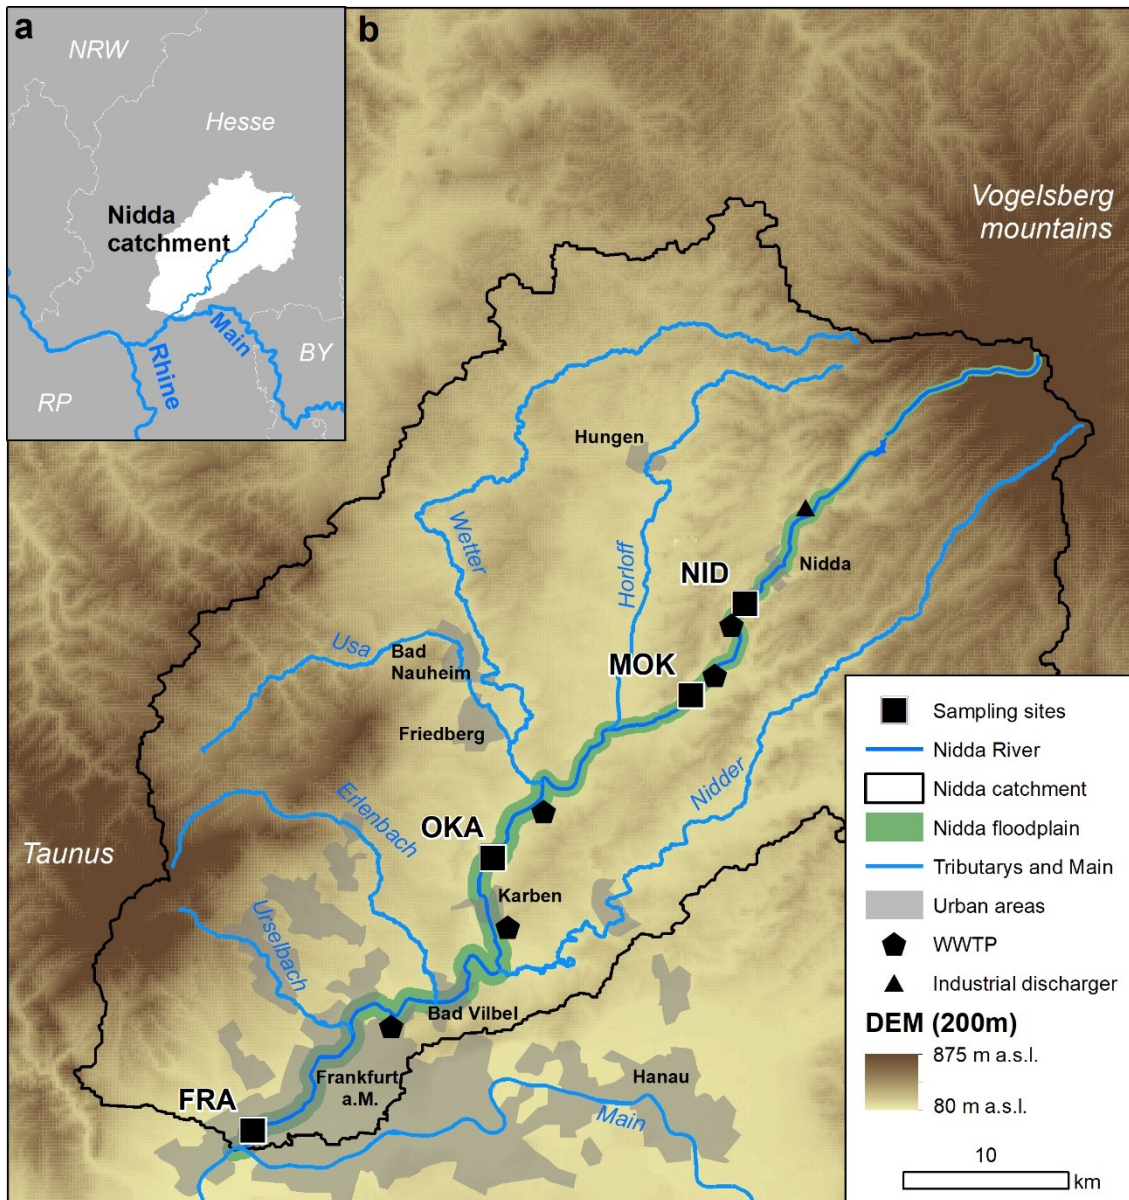 a
NRW
Hesse
Nidda
catchment
Main
Rhine
BY
RP
b
Vogelsberg
mountains
Hungen
Wetter
Horloff
Nidda
NID
Usa
Bad
Nauheim
MOK
Friedberg
Nidder
Erlenbach
OKA
Taunus
Karben
Urselbach
Bad Vilbel
Frankfurt
a.M.
Hanau
FRA
Main
Sampling sites
Nidda River
Nidda catchment
Nidda floodplain
Tributarys and Main
Urban areas
WWTP
Industrial discharger
DEM (200m)
875 m a.s.l.
80 m a.s.l.
10
km